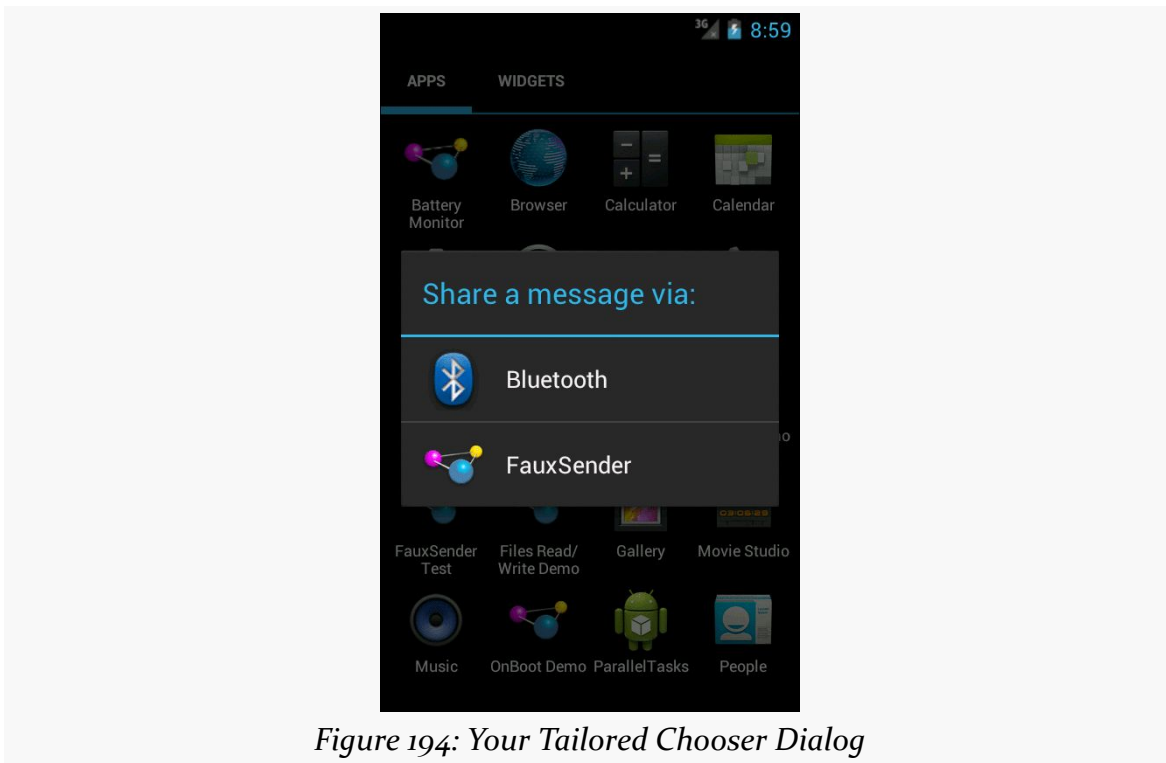 3G 8:59
APPS WIDGETS
Battery Browser Calculator Calendar
Monitor
Share a message via:
Bluetooth
FauxSender
FauxSender Files Read/ Gallery Movie Studio
Test Write Demo
Music OnBoot Demo ParallelTasks People
Figure 194: Your Tailored Chooser Dialog